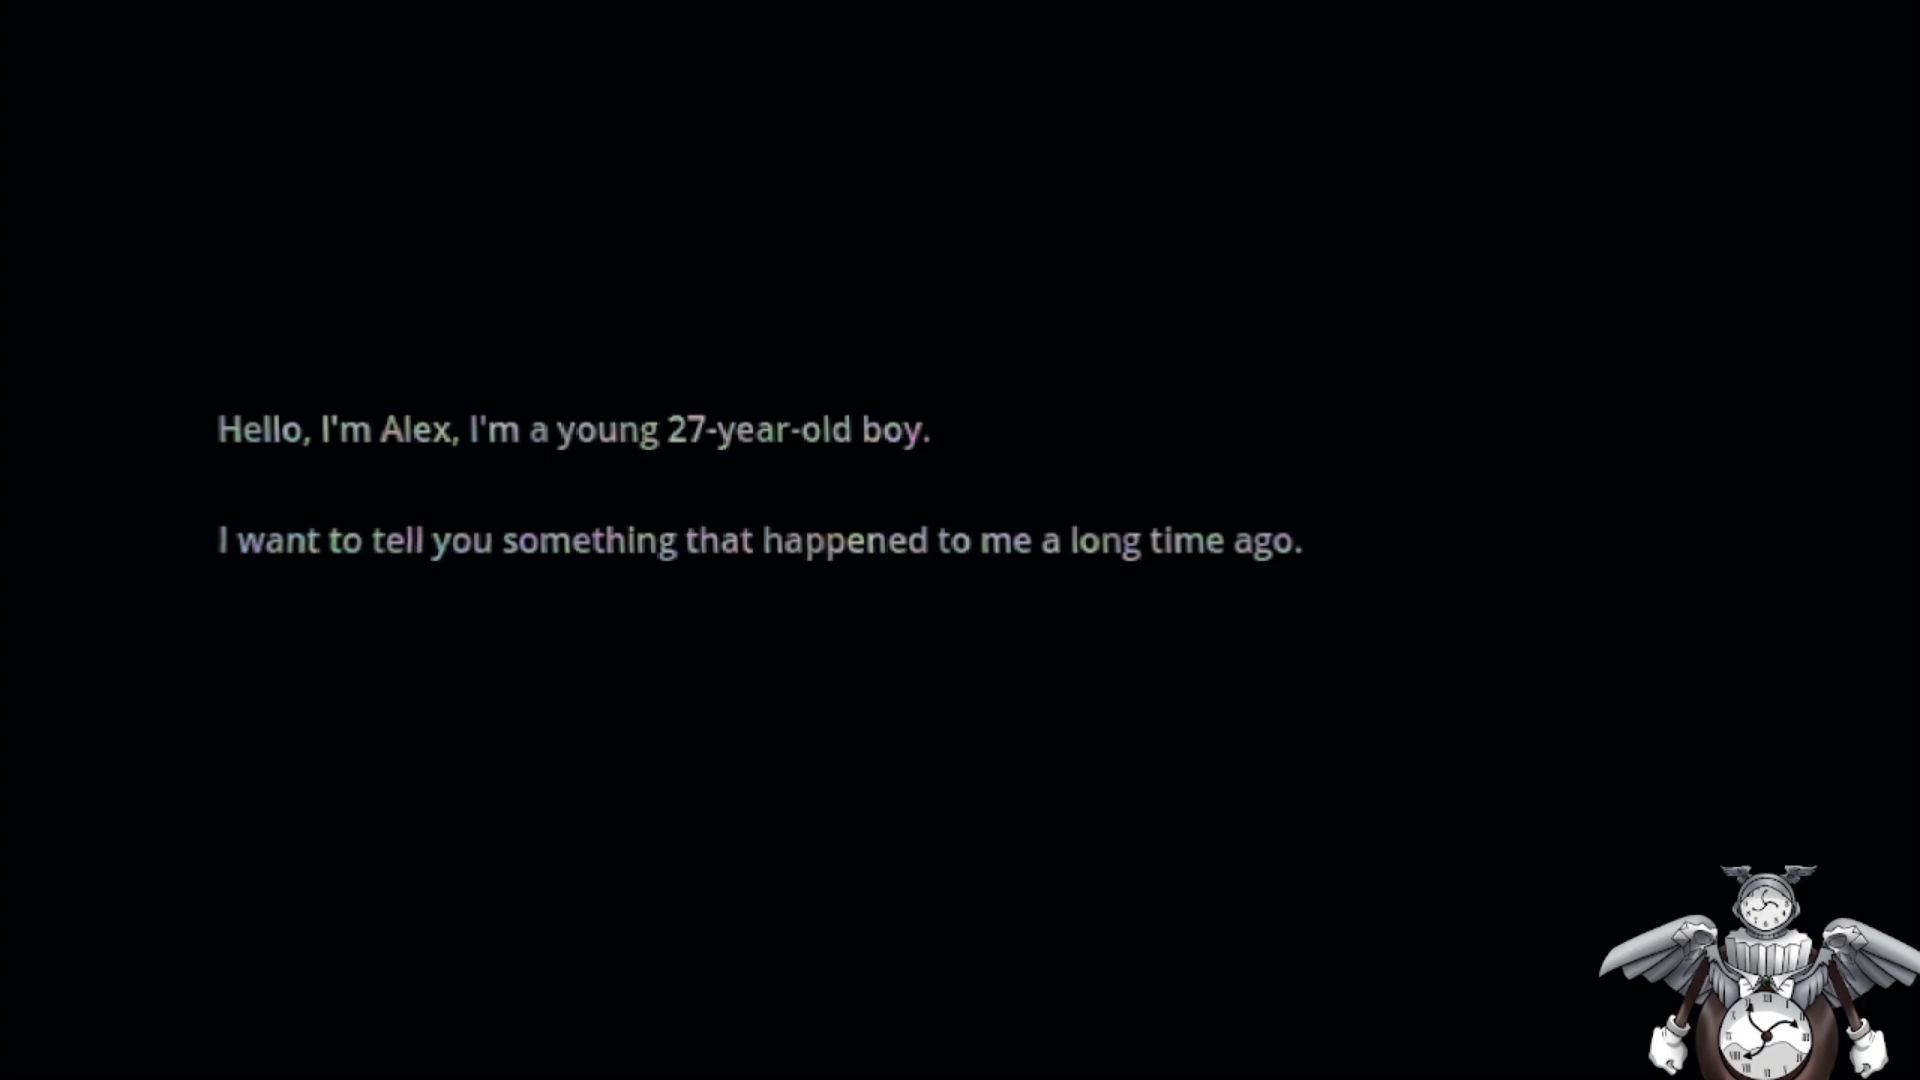 Hello, I'm Alex, I'm a young 27-year-old boy.
I want to tell you something that happened to me a long time ago.